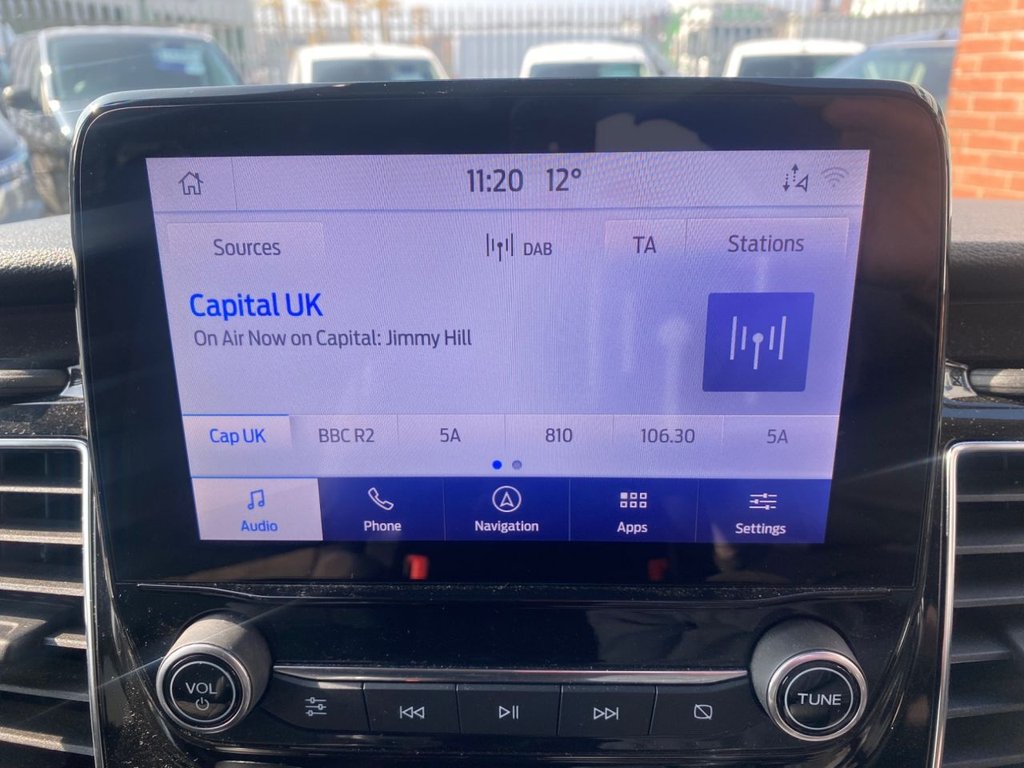 11:20 12°
Sources DAB TA Stations
Capital UK
On Air Now on Capital: Jimmy Hill
Cap UK BBC R2 5A 810 106.30 5A
Audio Phone Navigation Apps Settings
VOL TUNE